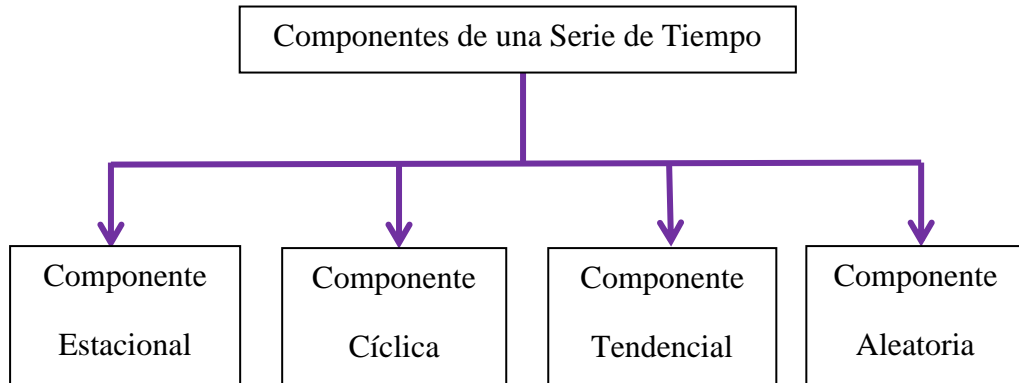 Componentes de una Serie de Tiempo
Componente
Estacional
Componente
Cíclica
Componente
Tendencial
Componente
Aleatoria